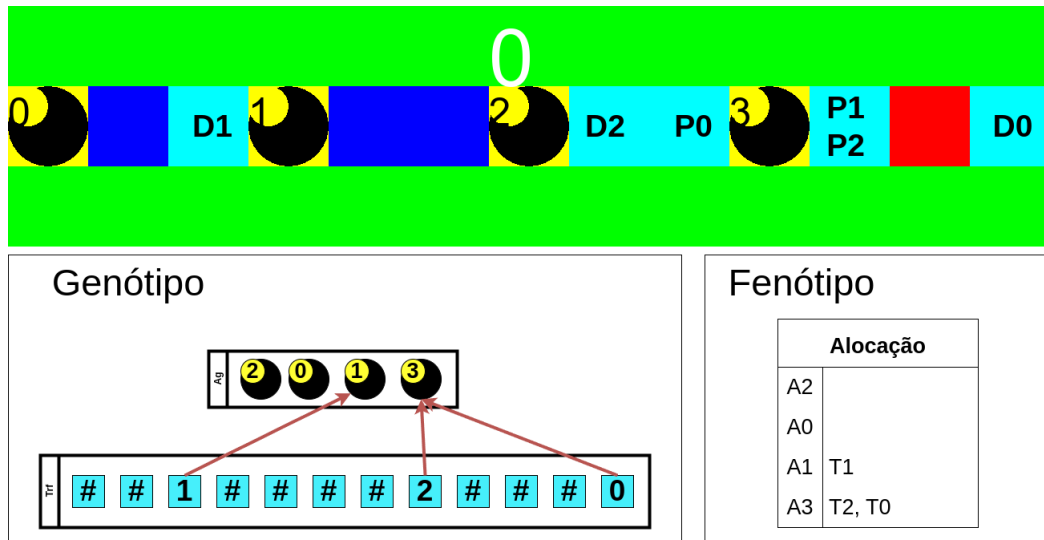 0
0 D1 1 2 D2 P0 3 P1 D0
P2
Genótipo
Ag 2 0 1 3
Trf # # 1 # # # # 2 # # # 0
Fenótipo
Alocação
A2
A0
A1 T1
A3 T2, T0